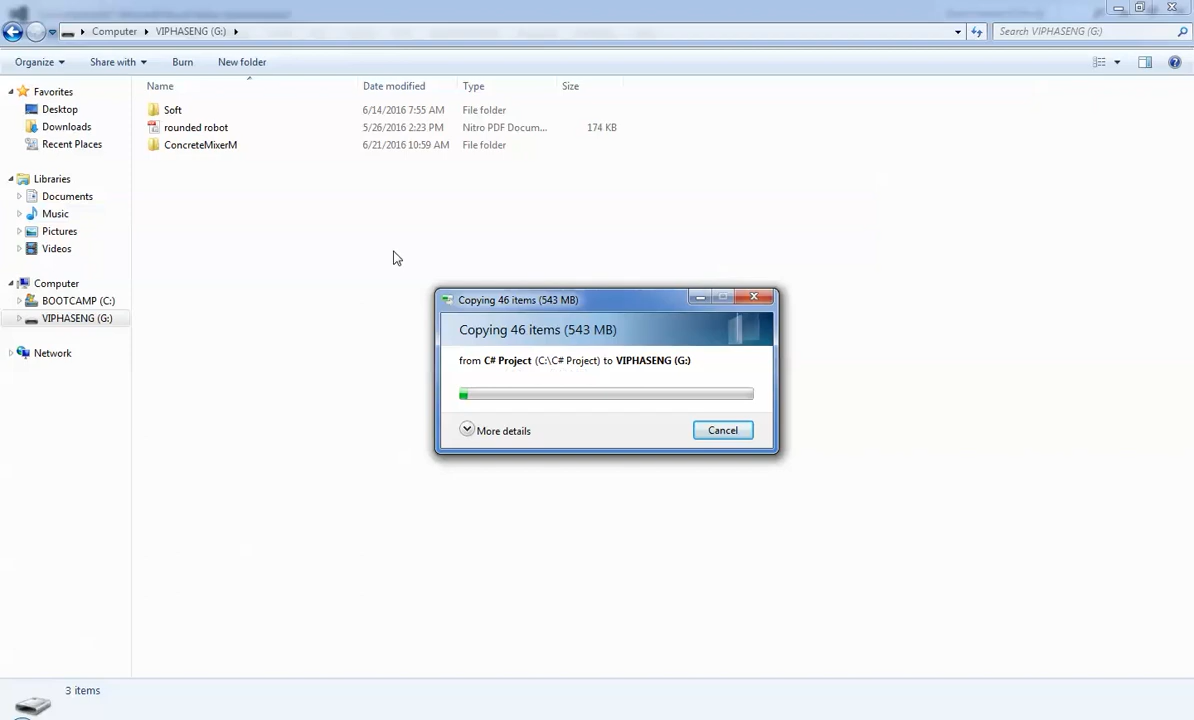 Computer VIPHASENG (G:) Search VIPHASENG (G:)
Organize Share with Burn New folder
Name Date modified Type Size
Favorites
Desktop
Downloads
Recent Places
Libraries
Documents
Music
Pictures
Videos
Computer
BOOTCAMP (C:)
VIPHASENG (G:)
Network
Soft 6/14/2016 7:55 AM File folder
rounded robot 5/26/2016 2:23 PM Nitro PDF Docum... 174 KB
ConcreteMixerM 6/21/2016 10:59 AM File folder
Copying 46 items (543 MB)
Copying 46 items (543 MB)
from C# Project (C:\C# Project) to VIPHASENG (G:)
More details Cancel
3 items